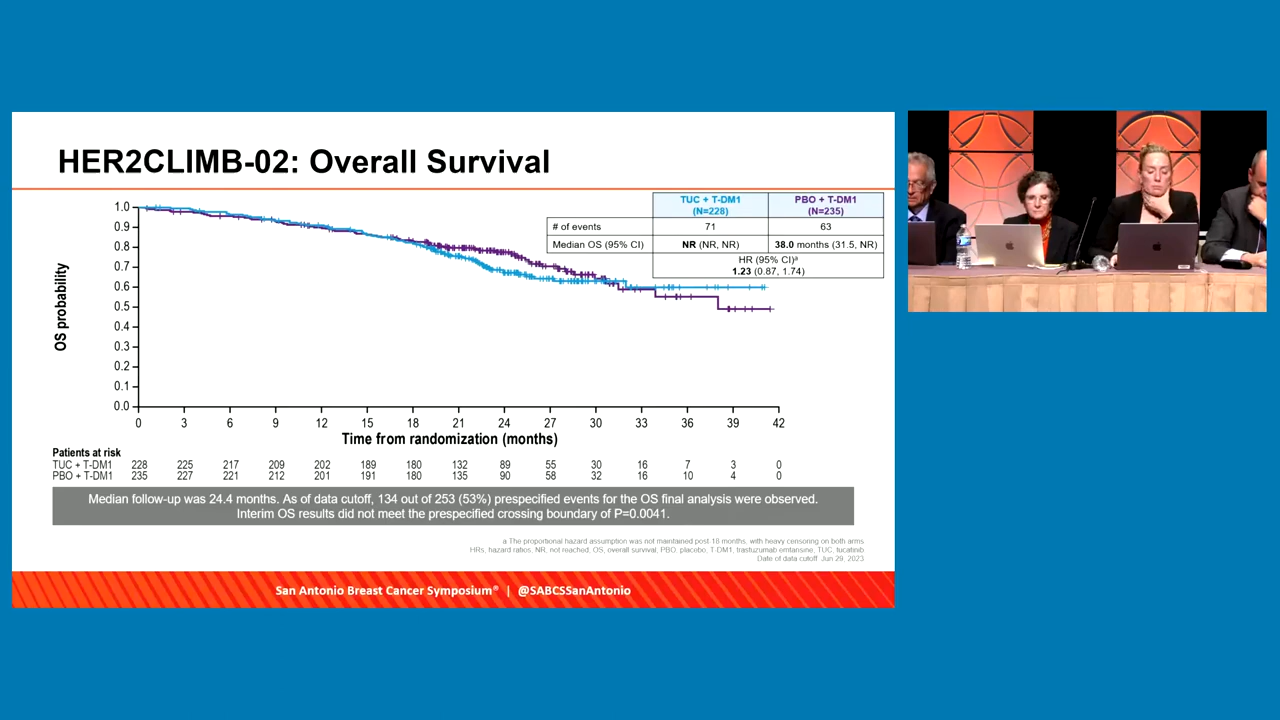 HER2CLIMB-02: Overall Survival
TUC + T-DM1
(N=228)
PBO + T-DM1
(N=235)
# of events
71
63
Median OS (95% CI)
NR (NR, NR)
38.0 months (31.5, NR)
HR (95% CI)ᵃ
1.23 (0.87, 1.74)
OS probability
1.0
0.9
0.8
0.7
0.6
0.5
0.4
0.3
0.2
0.1
0.0
0 3 6 9 12 15 18 21 24 27 30 33 36 39 42
Time from randomization (months)
Patients at risk
TUC + T-DM1 228 225 217 209 202 189 180 132 89 55 30 16 7 3 0
PBO + T-DM1 235 227 221 212 201 191 180 135 90 58 32 16 10 4 0
Median follow-up was 24.4 months. As of data cutoff, 134 out of 253 (53%) prespecified events for the OS final analysis were observed.
Interim OS results did not meet the prespecified crossing boundary of P=0.0041.
a The proportional hazard assumption was not maintained post-18 months, with heavy censoring on both arms
HRs, hazard ratios, NR, not reached, OS, overall survival, PBO, placebo, T-DM1, trastuzumab emtansine, TUC, tucatinib
Date of data cutoff: Jun 29, 2023
San Antonio Breast Cancer Symposium® | @SABCSSanAntonio